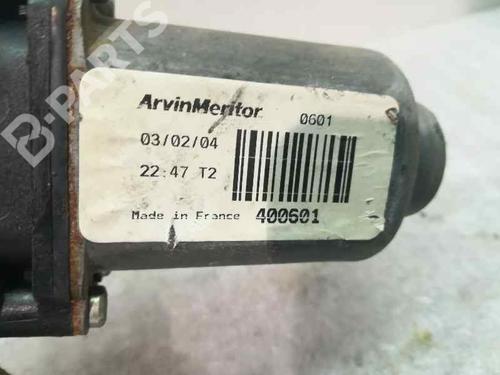 B-PARTS
ArvinMeritor 0601
03/02/04
22:47 T2
Made in France 400601